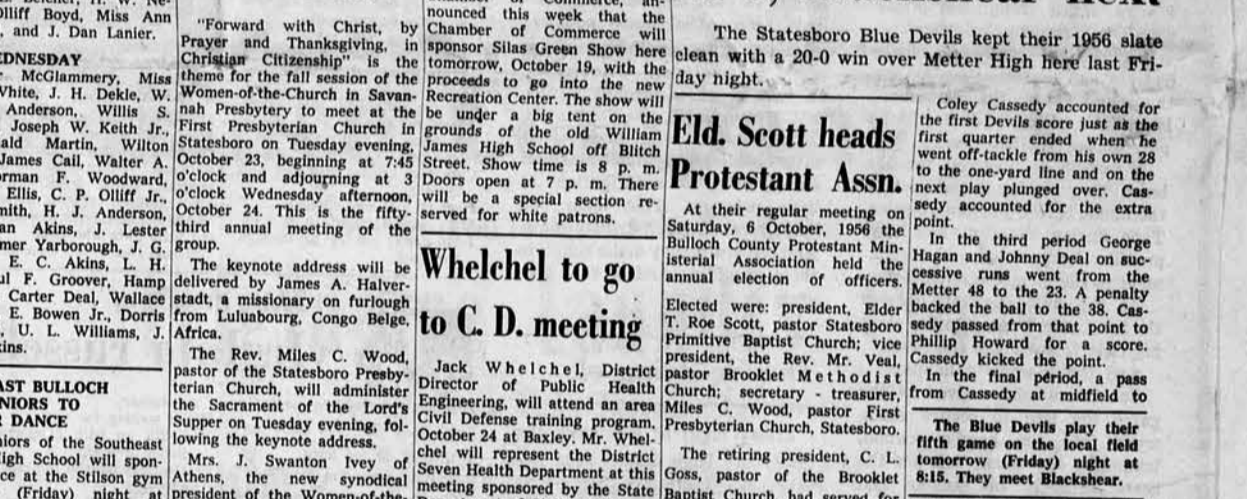 olliff Boyd, Miss Ann
, and J. Dan Lanier.
EDNESDAY
McGlammery, Miss
White, J. H. Dekle, W.
Anderson, Willis S.
Joseph W. Keith Jr.,
ald Martin, Wilton
James Cail, Walter A.
orman F. Woodward,
Ellis, C. P. Olliff Jr.,
mith, H. J. Anderson,
an Akins, J. Lester
mer Yarborough, J. G.
E. C. Akins, L. H.
ul F. Groover, Hamp
Carter Deal, Wallace
E. Bowen Jr., Dorris
, U. L. Williams, J.
kins.
AST BULLOCH
NIORS TO
DANCE
niors of the Southeast
igh School will spon-
ce at the Stilson gym
(Friday) night at
"Forward with Christ, by
Prayer and Thanksgiving, in
Christian Citizenship" is the
theme for the fall session of the
Women-of-the-Church in Savan-
nah Presbytery to meet at the
First Presbyterian Church in
Statesboro on Tuesday evening,
October 23, beginning at 7:45
o'clock and adjourning at 3
o'clock Wednesday afternoon,
October 24. This is the fifty-
third annual meeting of the
group.
The keynote address will be
delivered by James A. Halver-
stadt, a missionary on furlough
from Luluabourg, Congo Belge,
Africa.
The Rev. Miles C. Wood,
pastor of the Statesboro Presby-
terian Church, will administer
the Sacrament of the Lord's
Supper on Tuesday evening, fol-
lowing the keynote address.
Mrs. J. Swanton Ivey of
Athens, the new synodical
president of the Women-of-the-
nounced this week that the
Chamber of Commerce will
sponsor Silas Green Show here
tomorrow, October 19, with the
proceeds to go into the new
Recreation Center. The show will
be under a big tent on the
grounds of the old William
James High School off Blitch
Street. Show time is 8 p. m.
Doors open at 7 p. m. There
will be a special section re-
served for white patrons.
Whelchel to go
to C. D. meeting
Jack Whelchel, District
Director of Public Health
Engineering, will attend an area
Civil Defense training program,
October 24 at Baxley. Mr. Whel-
chel will represent the District
Seven Health Department at this
meeting sponsored by the State
The Statesboro Blue Devils kept their 1956 slate
clean with a 20-0 win over Metter High here last Fri-
day night.
Eld. Scott heads
Protestant Assn.
At their regular meeting on
Saturday, 6 October, 1956 the
Bulloch County Protestant Min-
isterial Association held the
annual election of officers.
Elected were: president, Elder
T. Roe Scott, pastor Statesboro
Primitive Baptist Church; vice
president, the Rev. Mr. Veal,
pastor Brooklet Methodist
Church; secretary - treasurer,
Miles C. Wood, pastor First
Presbyterian Church, Statesboro.
The retiring president, C. L.
Goss, pastor of the Brooklet
Baptist Church, had served for
Coley Cassedy accounted for
the first Devils score just as the
first quarter ended when he
went off-tackle from his own 28
to the one-yard line and on the
next play plunged over. Cas-
sedy accounted for the extra
point.
In the third period George
Hagan and Johnny Deal on suc-
cessive runs went from the
Metter 48 to the 23. A penalty
backed the ball to the 38. Cas-
sedy passed from that point to
Phillip Howard for a score.
Cassedy kicked the point.
In the final period, a pass
from Cassedy at midfield to
The Blue Devils play their
fifth game on the local field
tomorrow (Friday) night at
8:15. They meet Blackshear.